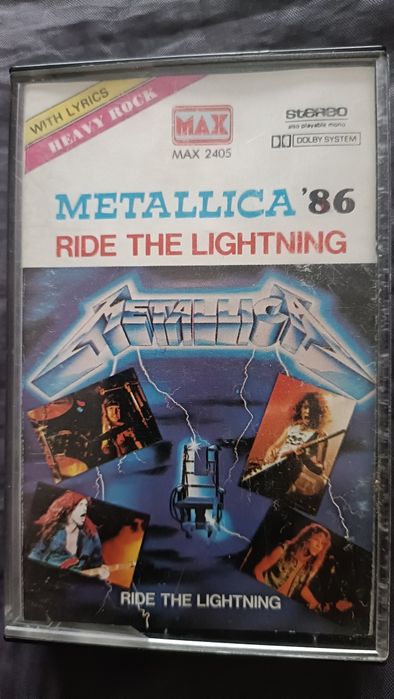 WITH LYRICS
HEAVY ROCK
MAX
MAX 2405
stereo
also playable mono
DOLBY SYSTEM
METALLICA '86
RIDE THE LIGHTNING
METALLICA
RIDE THE LIGHTNING